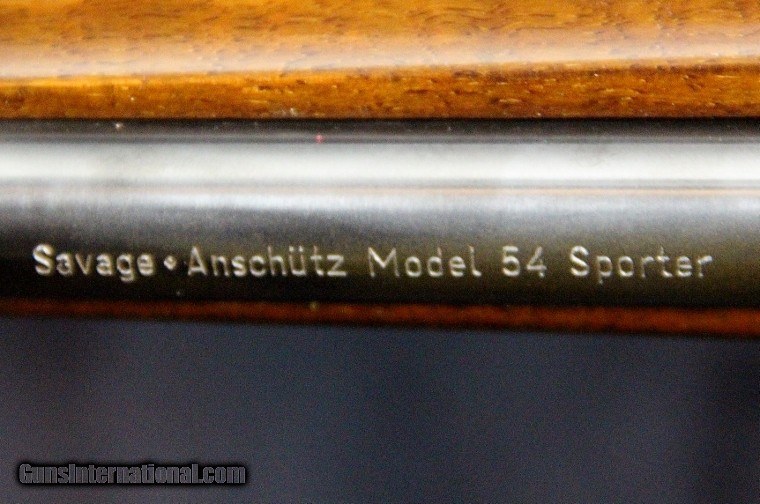 Savage • Anschütz Model 54 Sporter
GunsInternational.com